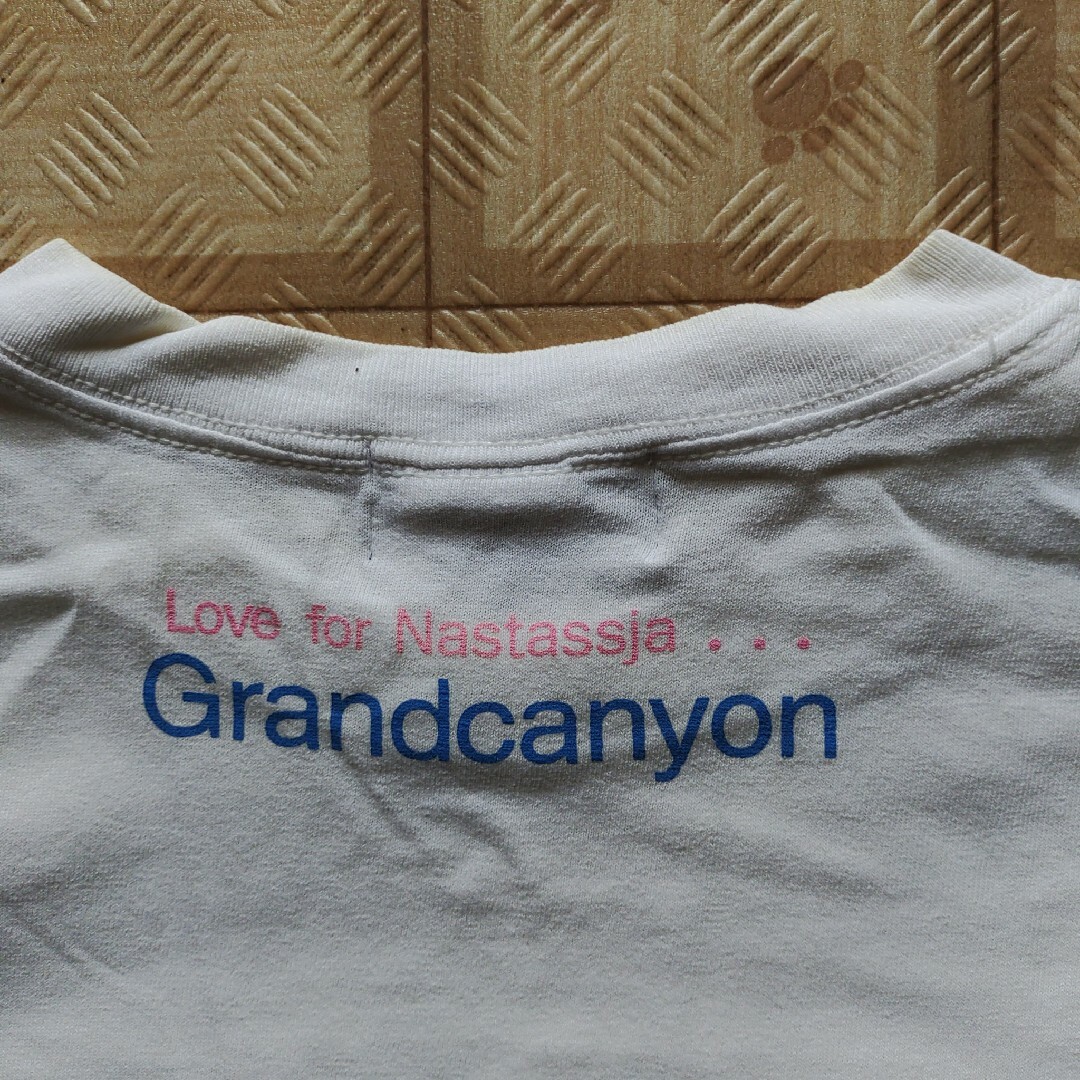 Love for Nastassja . . .
Grandcanyon